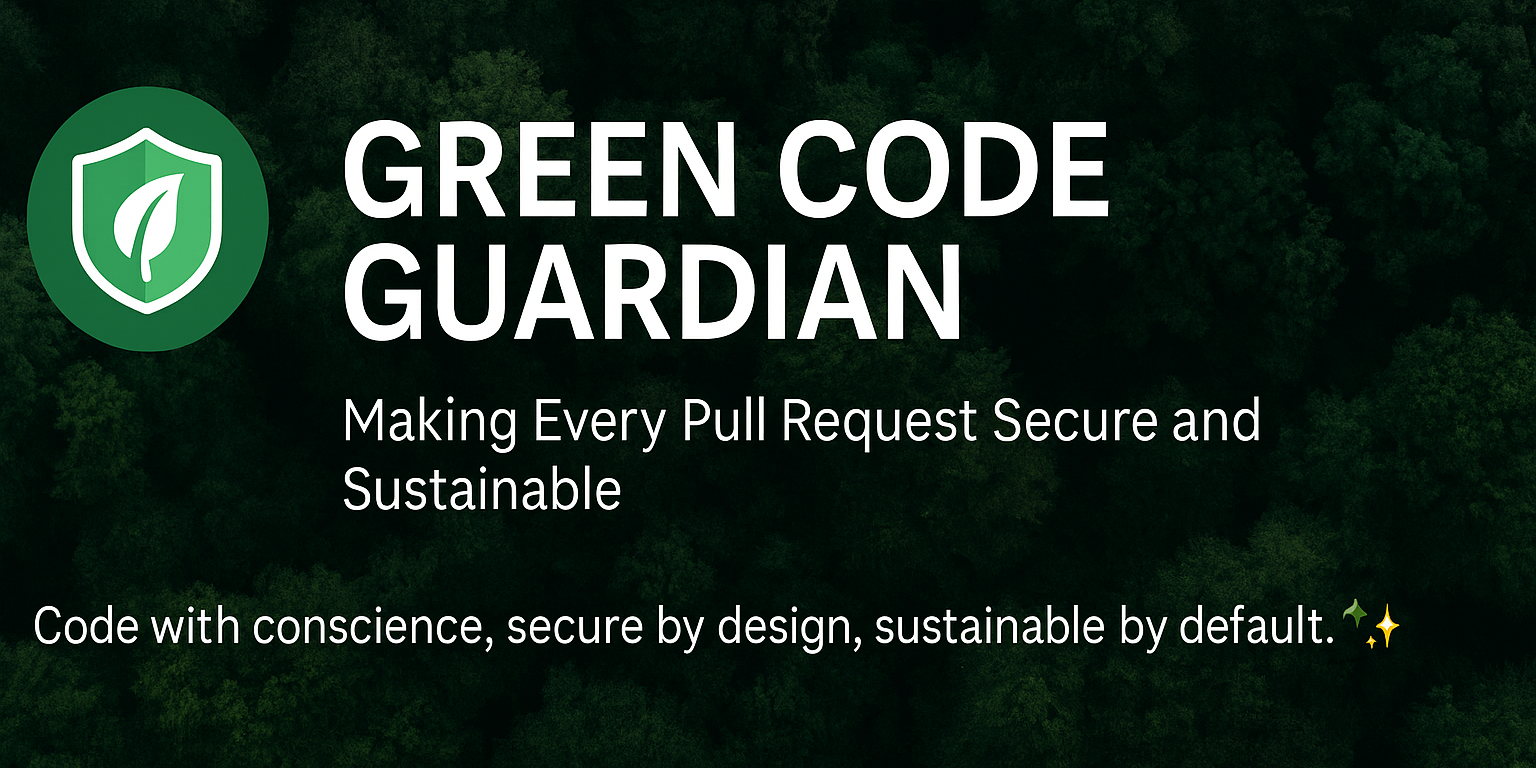 GREEN CODE
GUARDIAN
Making Every Pull Request Secure and
Sustainable
Code with conscience, secure by design, sustainable by default.